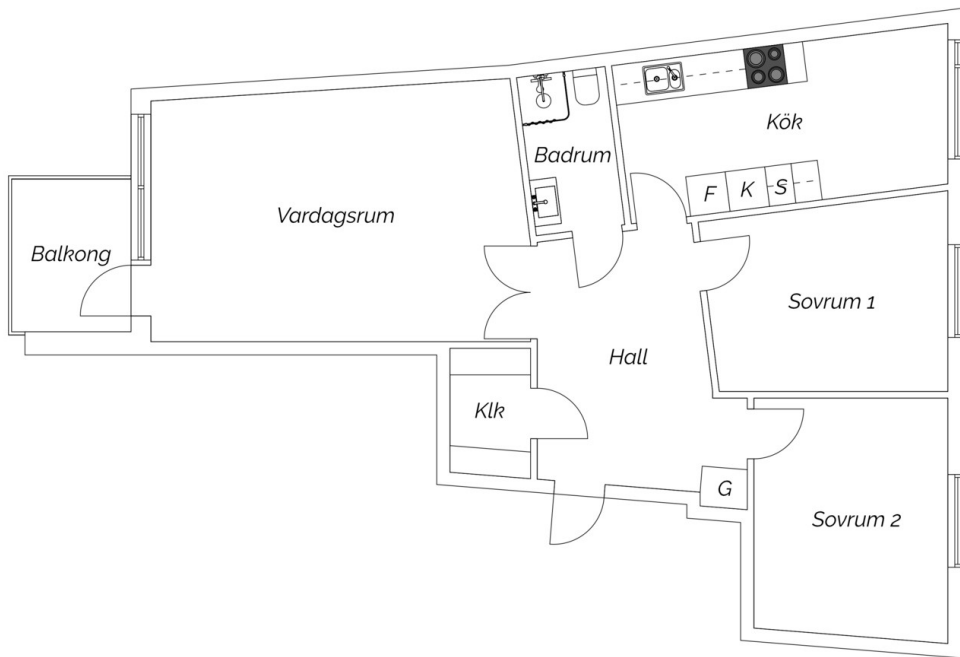 Kök
Badrum
F K S
Vardagsrum
Balkong
Sovrum 1
Hall
Klk
G
Sovrum 2